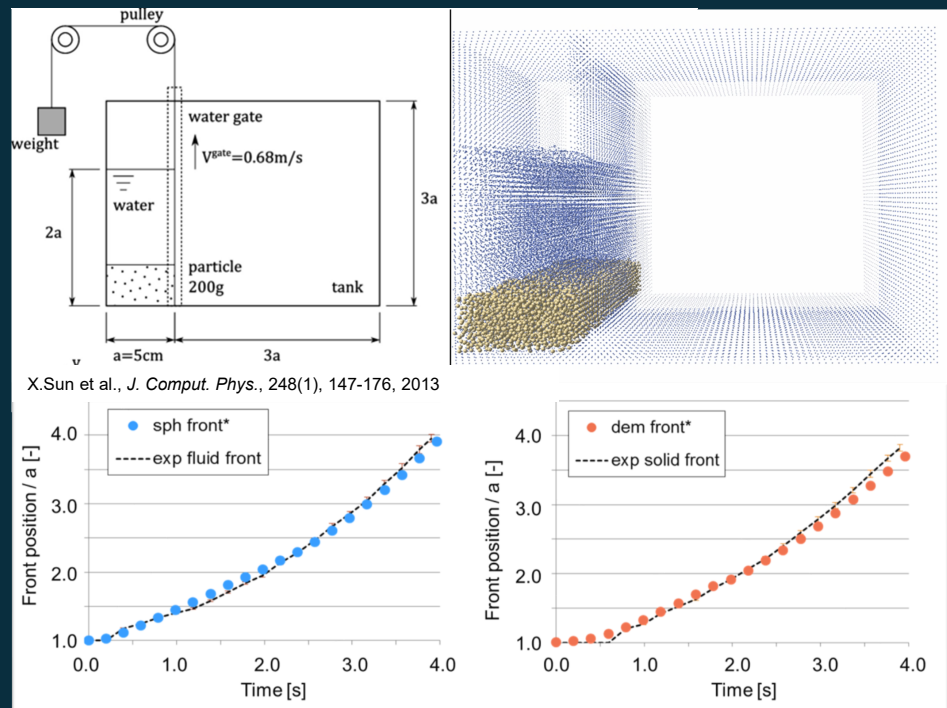 pulley
weight
water gate
Vgate=0.68m/s
water
2a
3a
particle
200g
tank
a=5cm
3a
X.Sun et al., J. Comput. Phys., 248(1), 147-176, 2013
sph front*
exp fluid front
Front position / a [-]
4.0
3.0
2.0
1.0
0.0 1.0 2.0 3.0 4.0
Time [s]
dem front*
exp solid front
Front position / a [-]
4.0
3.0
2.0
1.0
0.0 1.0 2.0 3.0 4.0
Time [s]